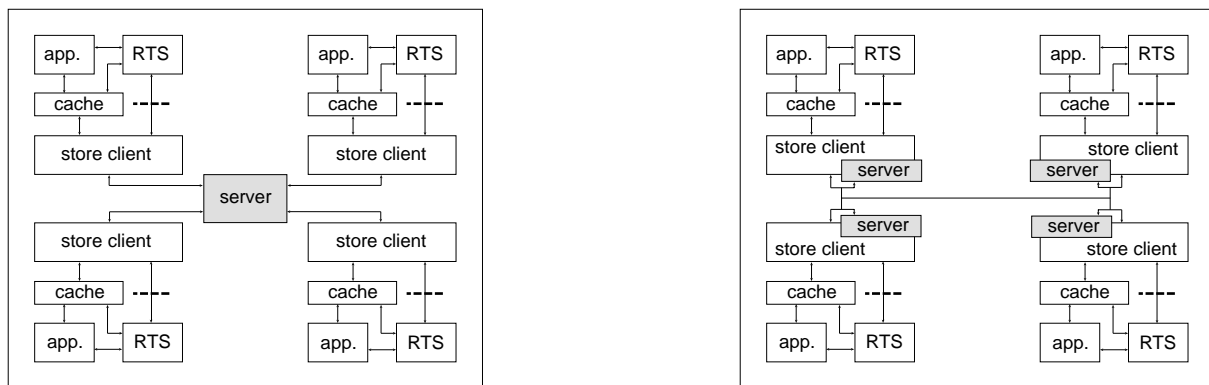 app. RTS
cache
store client
app. RTS
cache
store client
server
store client
cache
app. RTS
store client
cache
app. RTS
app. RTS
cache
store client
server
app. RTS
cache
store client
server
server
store client
cache
app. RTS
server
store client
cache
app. RTS